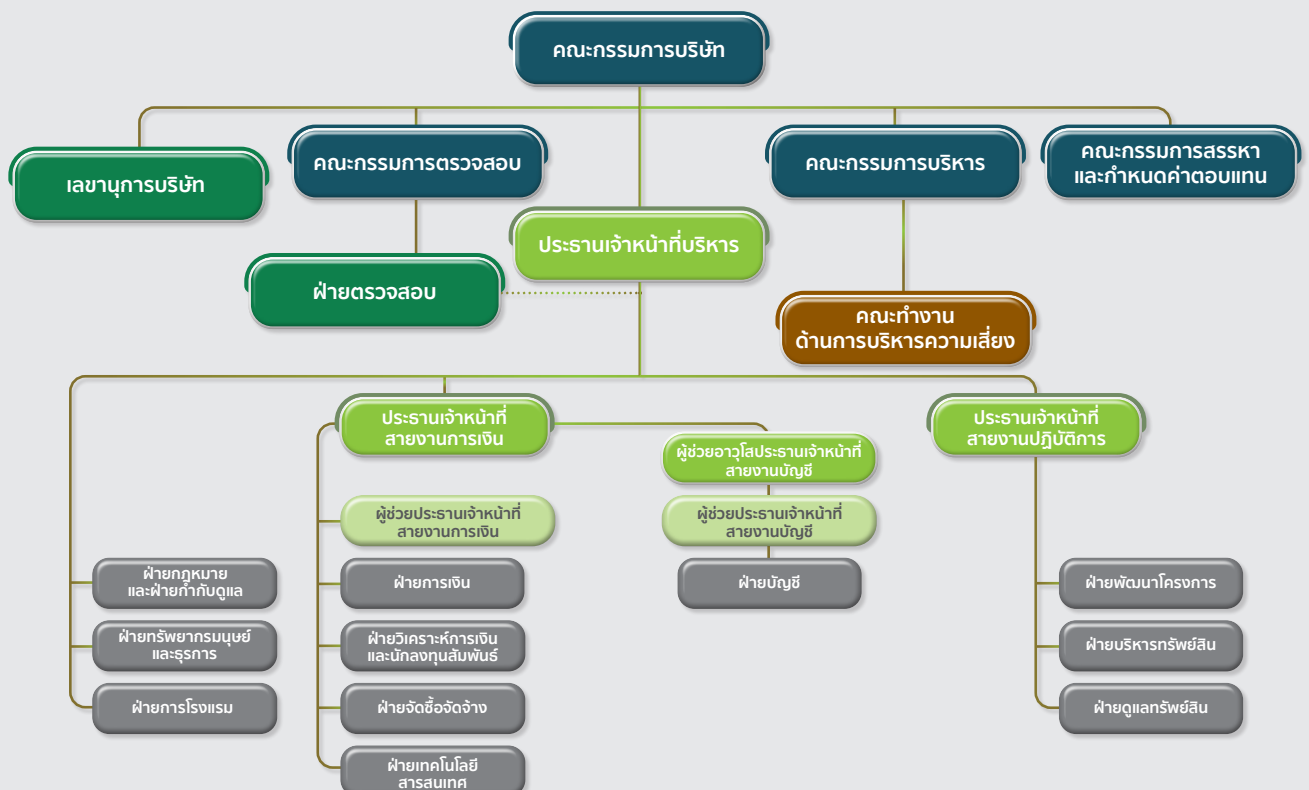 คณะกรรมการบริษัท
เลขานุการบริษัท
คณะกรรมการตรวจสอบ
คณะกรรมการบริหาร
คณะกรรมการสรรหา
และกำหนดค่าตอบแทน
ประธานเจ้าหน้าที่บริหาร
ฝ่ายตรวจสอบ
คณะทำงาน
ด้านการบริหารความเสี่ยง
ประธานเจ้าหน้าที่
สายงานการเงิน
ผู้ช่วยอาวุโสประธานเจ้าหน้าที่
สายงานบัญชี
ประธานเจ้าหน้าที่
สายงานปฏิบัติการ
ผู้ช่วยประธานเจ้าหน้าที่
สายงานการเงิน
ผู้ช่วยประธานเจ้าหน้าที่
สายงานบัญชี
ฝ่ายกฎหมาย
และฝ่ายกำกับดูแล
ฝ่ายการเงิน
ฝ่ายบัญชี
ฝ่ายพัฒนาโครงการ
ฝ่ายทรัพยากรมนุษย์
และธุรการ
ฝ่ายวิเคราะห์การเงิน
และนักลงทุนสัมพันธ์
ฝ่ายบริหารทรัพย์สิน
ฝ่ายการโรงแรม
ฝ่ายจัดซื้อจัดจ้าง
ฝ่ายดูแลทรัพย์สิน
ฝ่ายเทคโนโลยี
สารสนเทศ